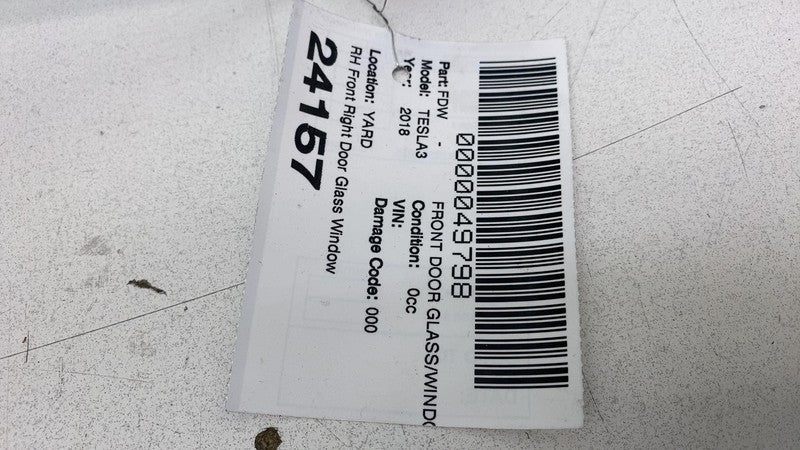 0000049798
Part: FDW - FRONT DOOR GLASS/WINDO
Model: TESLA3 Condition: 0cc
Year: 2018 VIN:
Damage Code: 000
Location: YARD
RH Front Right Door Glass Window
24157